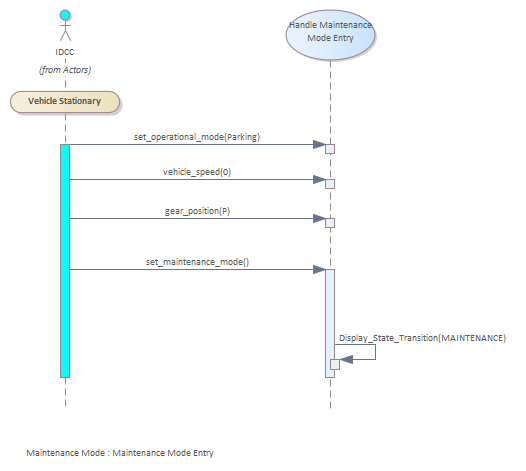 Handle Maintenance
Mode Entry
IDCC
(from Actors)
Vehicle Stationary
set_operational_mode(Parking)
vehicle_speed(0)
gear_position(P)
set_maintenance_mode()
Display_State_Transition(MAINTENANCE)
Maintenance Mode : Maintenance Mode Entry